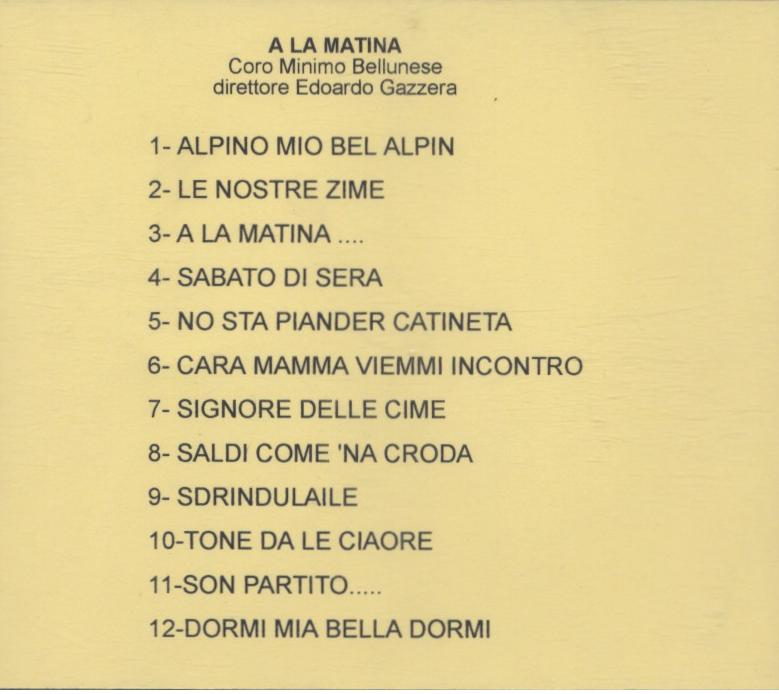 A LA MATINA
Coro Minimo Bellunese
direttore Edoardo Gazzera
1- ALPINO MIO BEL ALPIN
2- LE NOSTRE ZIME
3- A LA MATINA ....
4- SABATO DI SERA
5- NO STA PIANDER CATINETA
6- CARA MAMMA VIEMMI INCONTRO
7- SIGNORE DELLE CIME
8- SALDI COME 'NA CRODA
9- SDRINDULAILE
10-TONE DA LE CIAORE
11-SON PARTITO.....
12-DORMI MIA BELLA DORMI